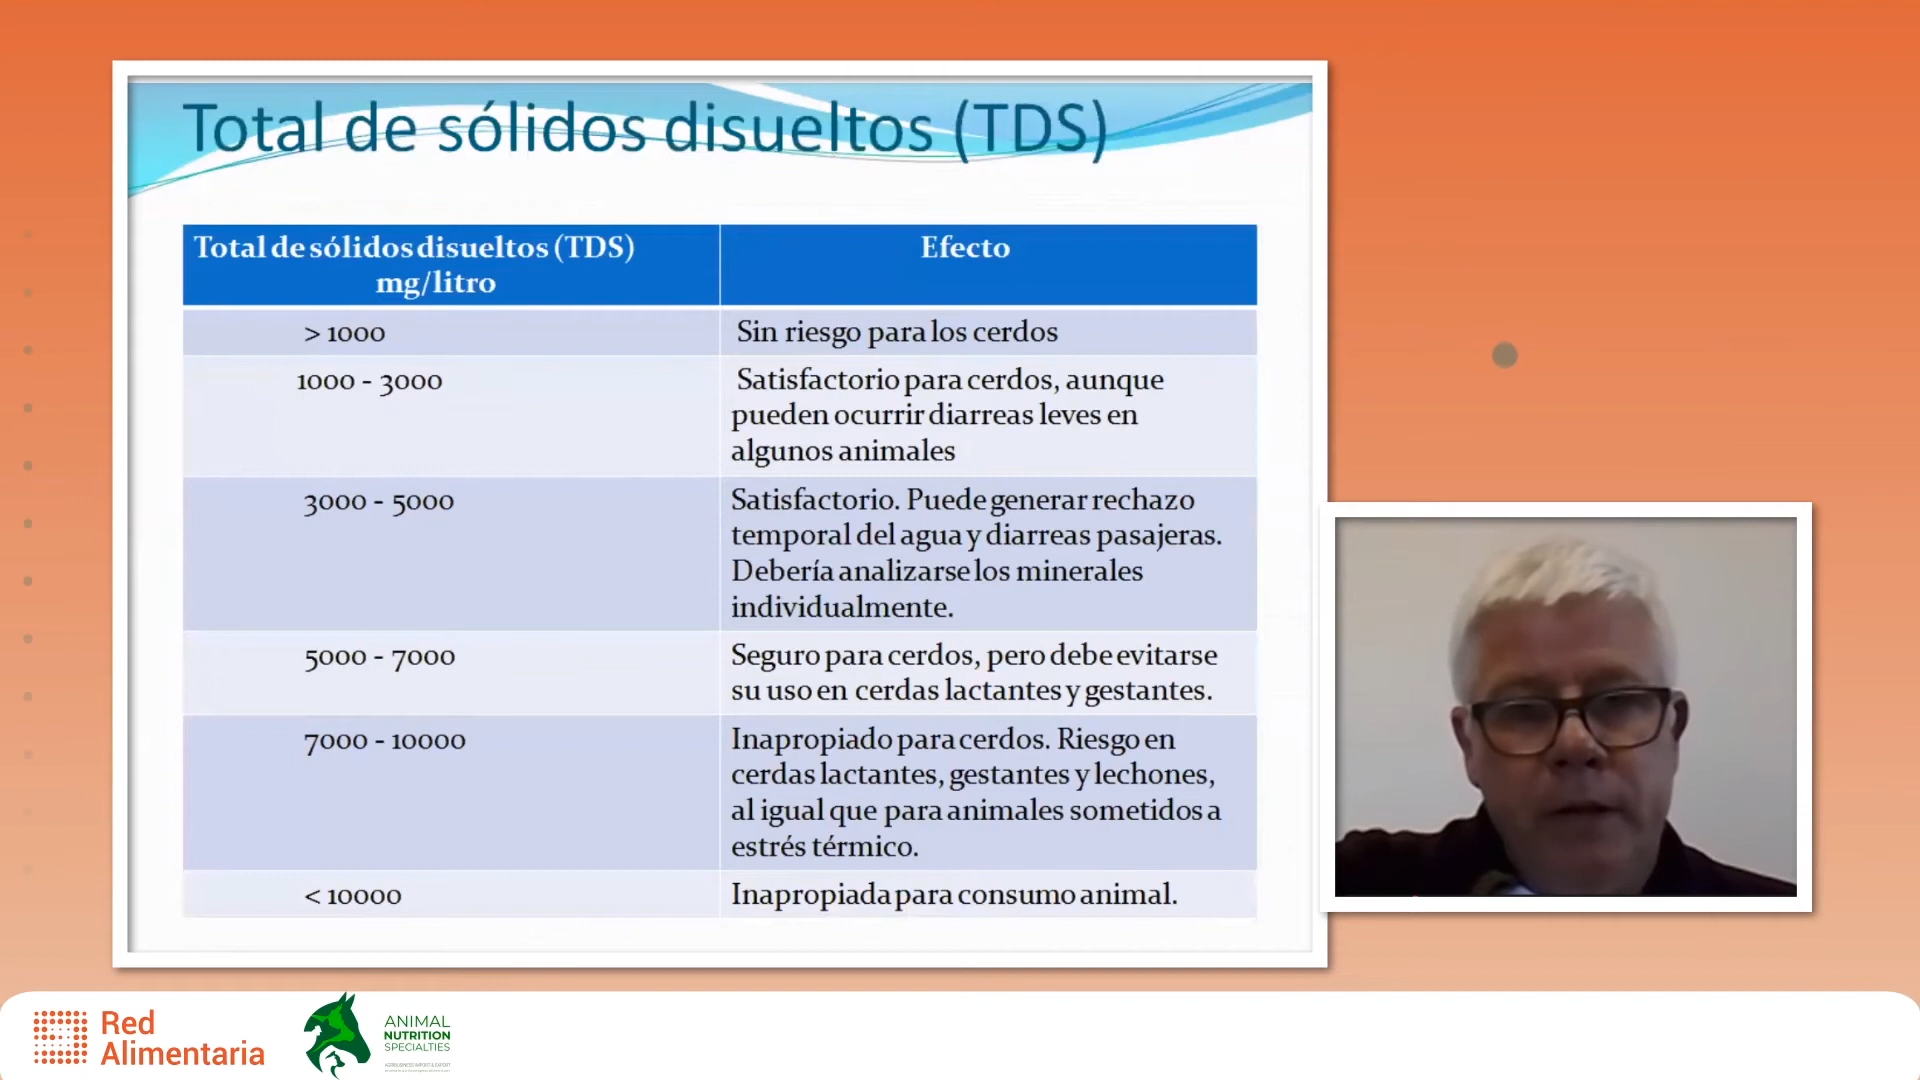 Total de sólidos disueltos (TDS)
Total de sólidos disueltos (TDS)
mg/litro
Efecto
> 1000
Sin riesgo para los cerdos
1000 - 3000
Satisfactorio para cerdos, aunque
pueden ocurrir diarreas leves en
algunos animales
3000 - 5000
Satisfactorio. Puede generar rechazo
temporal del agua y diarreas pasajeras.
Debería analizarse los minerales
individualmente.
5000 - 7000
Seguro para cerdos, pero debe evitarse
su uso en cerdas lactantes y gestantes.
7000 - 10000
Inapropiado para cerdos. Riesgo en
cerdas lactantes, gestantes y lechones,
al igual que para animales sometidos a
estrés térmico.
< 10000
Inapropiada para consumo animal.
Red
Alimentaria
ANIMAL
NUTRITION
SPECIALTIES